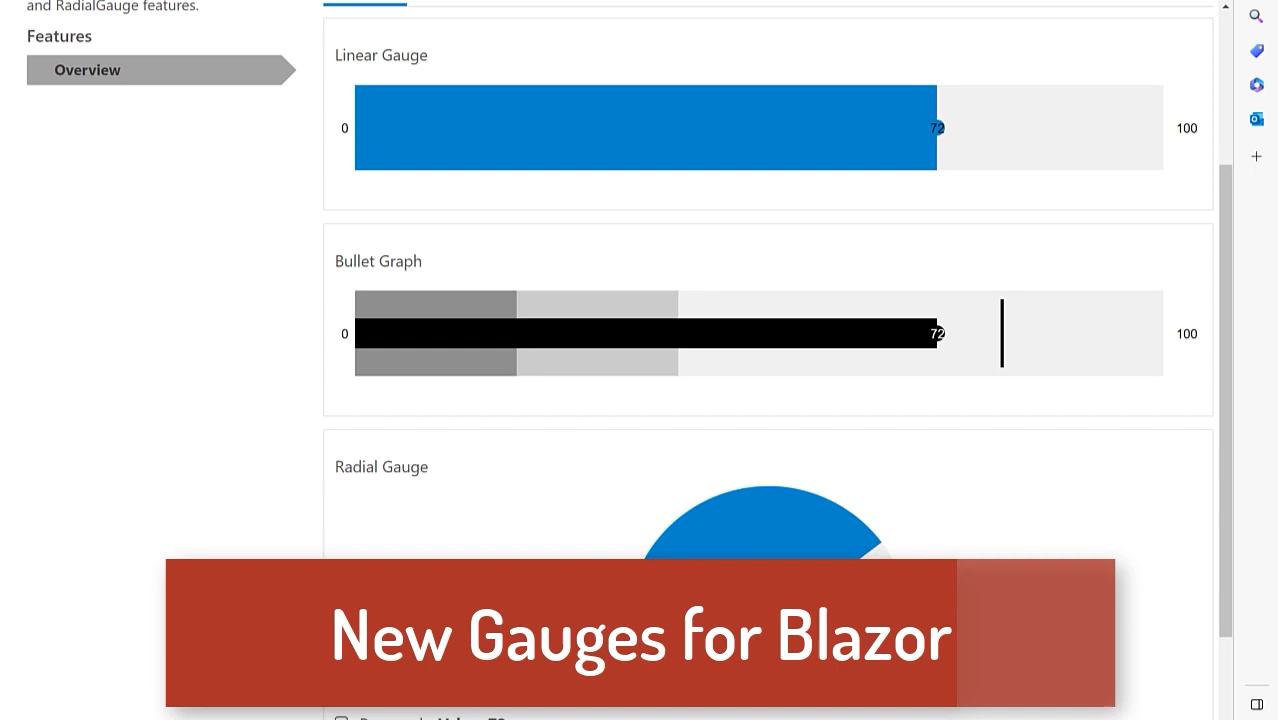 and RadialGauge features.
Features
Overview
Linear Gauge
0
72
100
Bullet Graph
0
72
100
Radial Gauge
New Gauges for Blazor